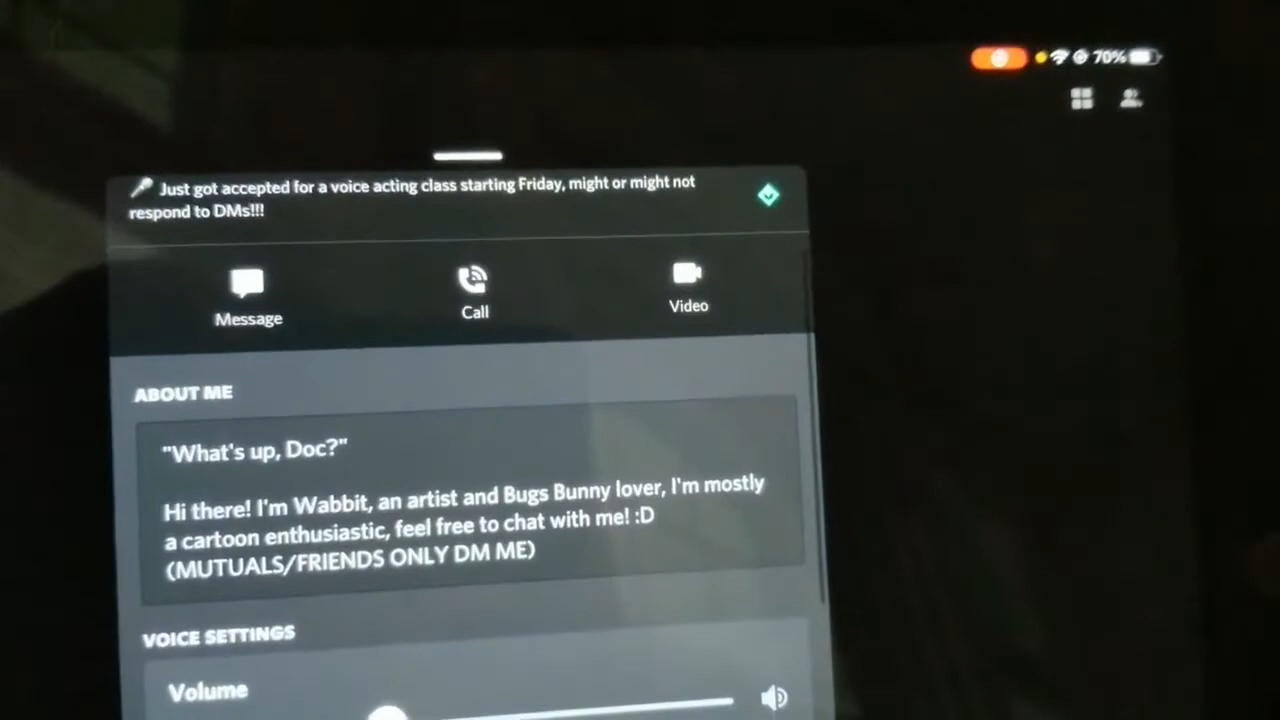 70%
🎤 Just got accepted for a voice acting class starting Friday, might or might not
respond to DMs!!!
Message
Call
Video
ABOUT ME
"What's up, Doc?"
Hi there! I'm Wabbit, an artist and Bugs Bunny lover, I'm mostly
a cartoon enthusiastic, feel free to chat with me! :D
(MUTUALS/FRIENDS ONLY DM ME)
VOICE SETTINGS
Volume